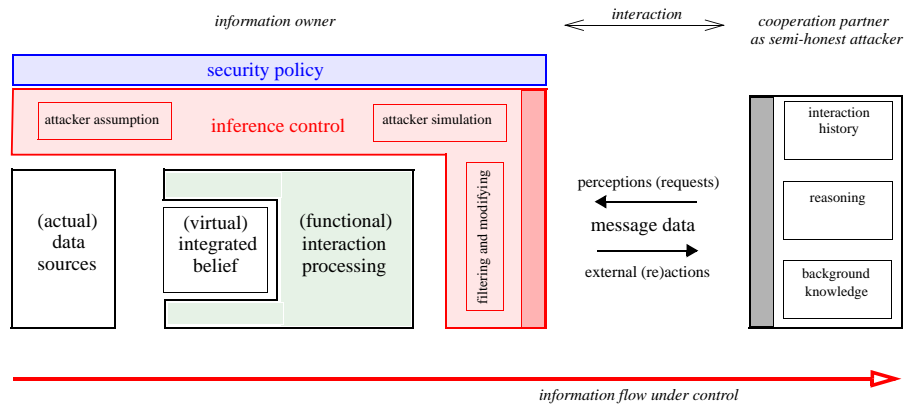 information owner
interaction
cooperation partner
as semi-honest attacker
security policy
attacker assumption
inference control
attacker simulation
filtering and modifying
(actual)
data
sources
(virtual)
integrated
belief
(functional)
interaction
processing
perceptions (requests)
message data
external (re)actions
interaction
history
reasoning
background
knowledge
information flow under control